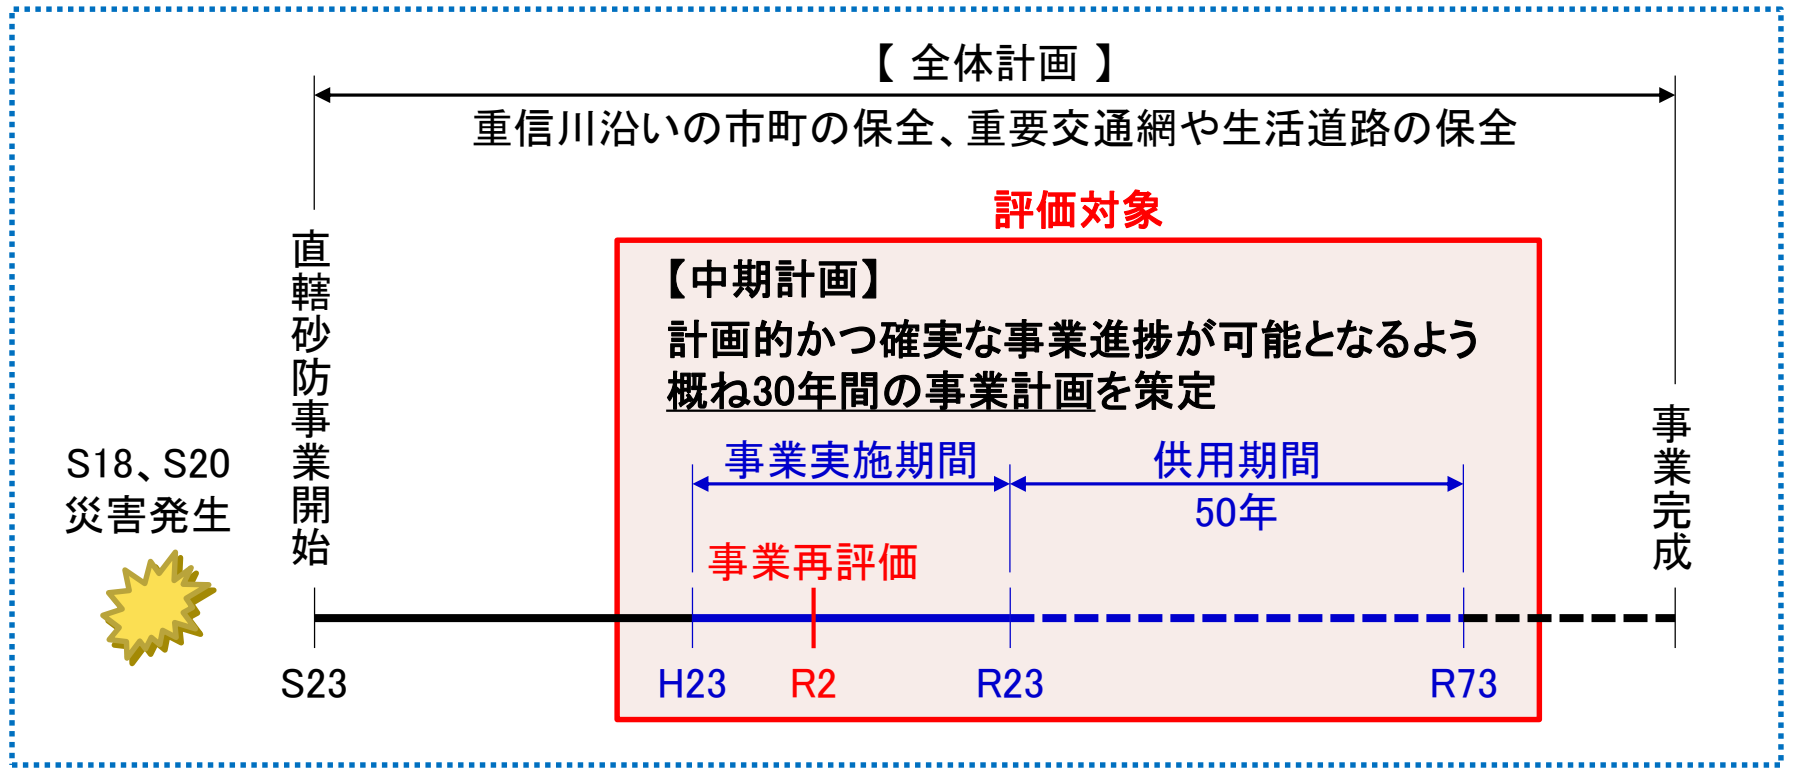 【 全体計画 】
重信川沿いの市町の保全、重要交通網や生活道路の保全
評価対象
直轄砂防事業開始
【中期計画】
計画的かつ確実な事業進捗が可能となるよう
概ね30年間の事業計画を策定
事業完成
S18、S20
災害発生
事業実施期間
供用期間
50年
事業再評価
S23
H23
R2
R23
R73